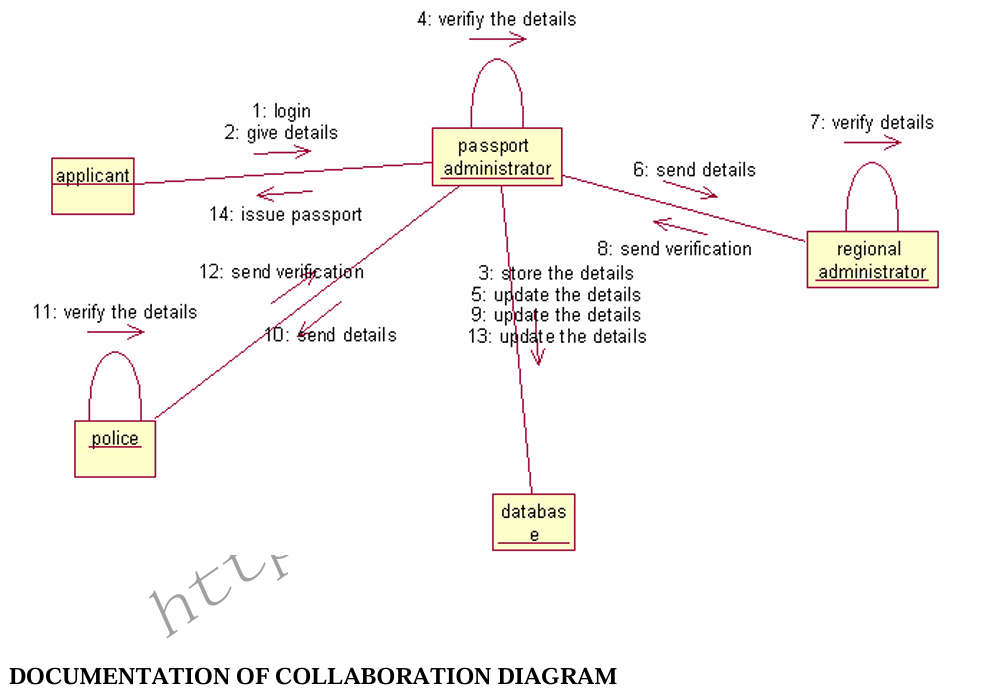 4: verifiy the details
1: login
2: give details
7: verify details
passport
administrator
applicant
6: send details
14: issue passport
8: send verification
regional
administrator
12: send verification
3: store the details
5: update the details
9: update the details
13: update the details
11: verify the details
10: send details
police
databas
e
http
DOCUMENTATION OF COLLABORATION DIAGRAM